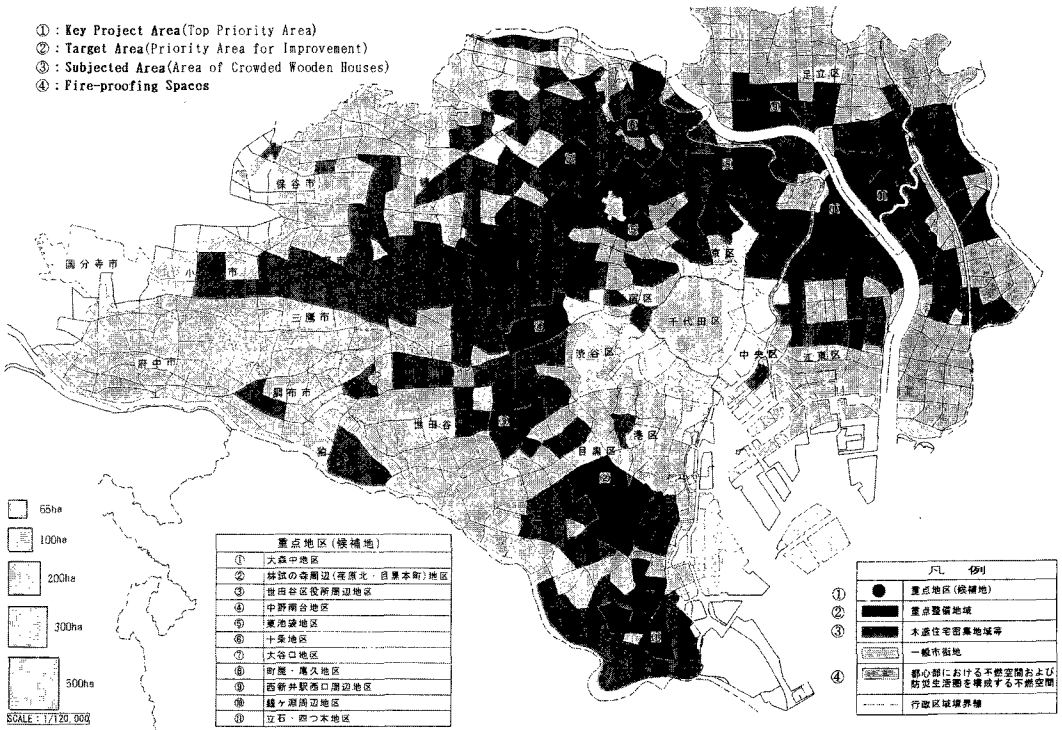 ① : Key Project Area(Top Priority Area)
② : Target Area(Priority Area for Improvement)
③ : Subjected Area(Area of Crowded Wooden Houses)
④ : Fire-proofing Spaces
足立区
保谷市
国分寺市
小 市
京区
千代田区
三鷹市
渋谷区
中央区
江東区
府中市
調布市
世田谷
港区
目黒区
65ha
100ha
200ha
300ha
500ha
SCALE : 1/120,000
重点地区(候補地)
① 大森中地区
② 林試の森周辺(荏原北・目黒本町)地区
③ 世田谷区役所周辺地区
④ 中野南台地区
⑤ 東池袋地区
⑥ 十条地区
⑦ 大谷口地区
⑧ 町屋・尾久地区
⑨ 西新井駅西口周辺地区
⑩ 鐘ヶ淵周辺地区
⑪ 立石・四つ木地区
凡 例
① 重点地区(候補地)
② 重点整備地域
③ 木造住宅密集地域等
一般市街地
④ 都心部における不燃空間および
防災生活圏を構成する不燃空間
行政区域境界線